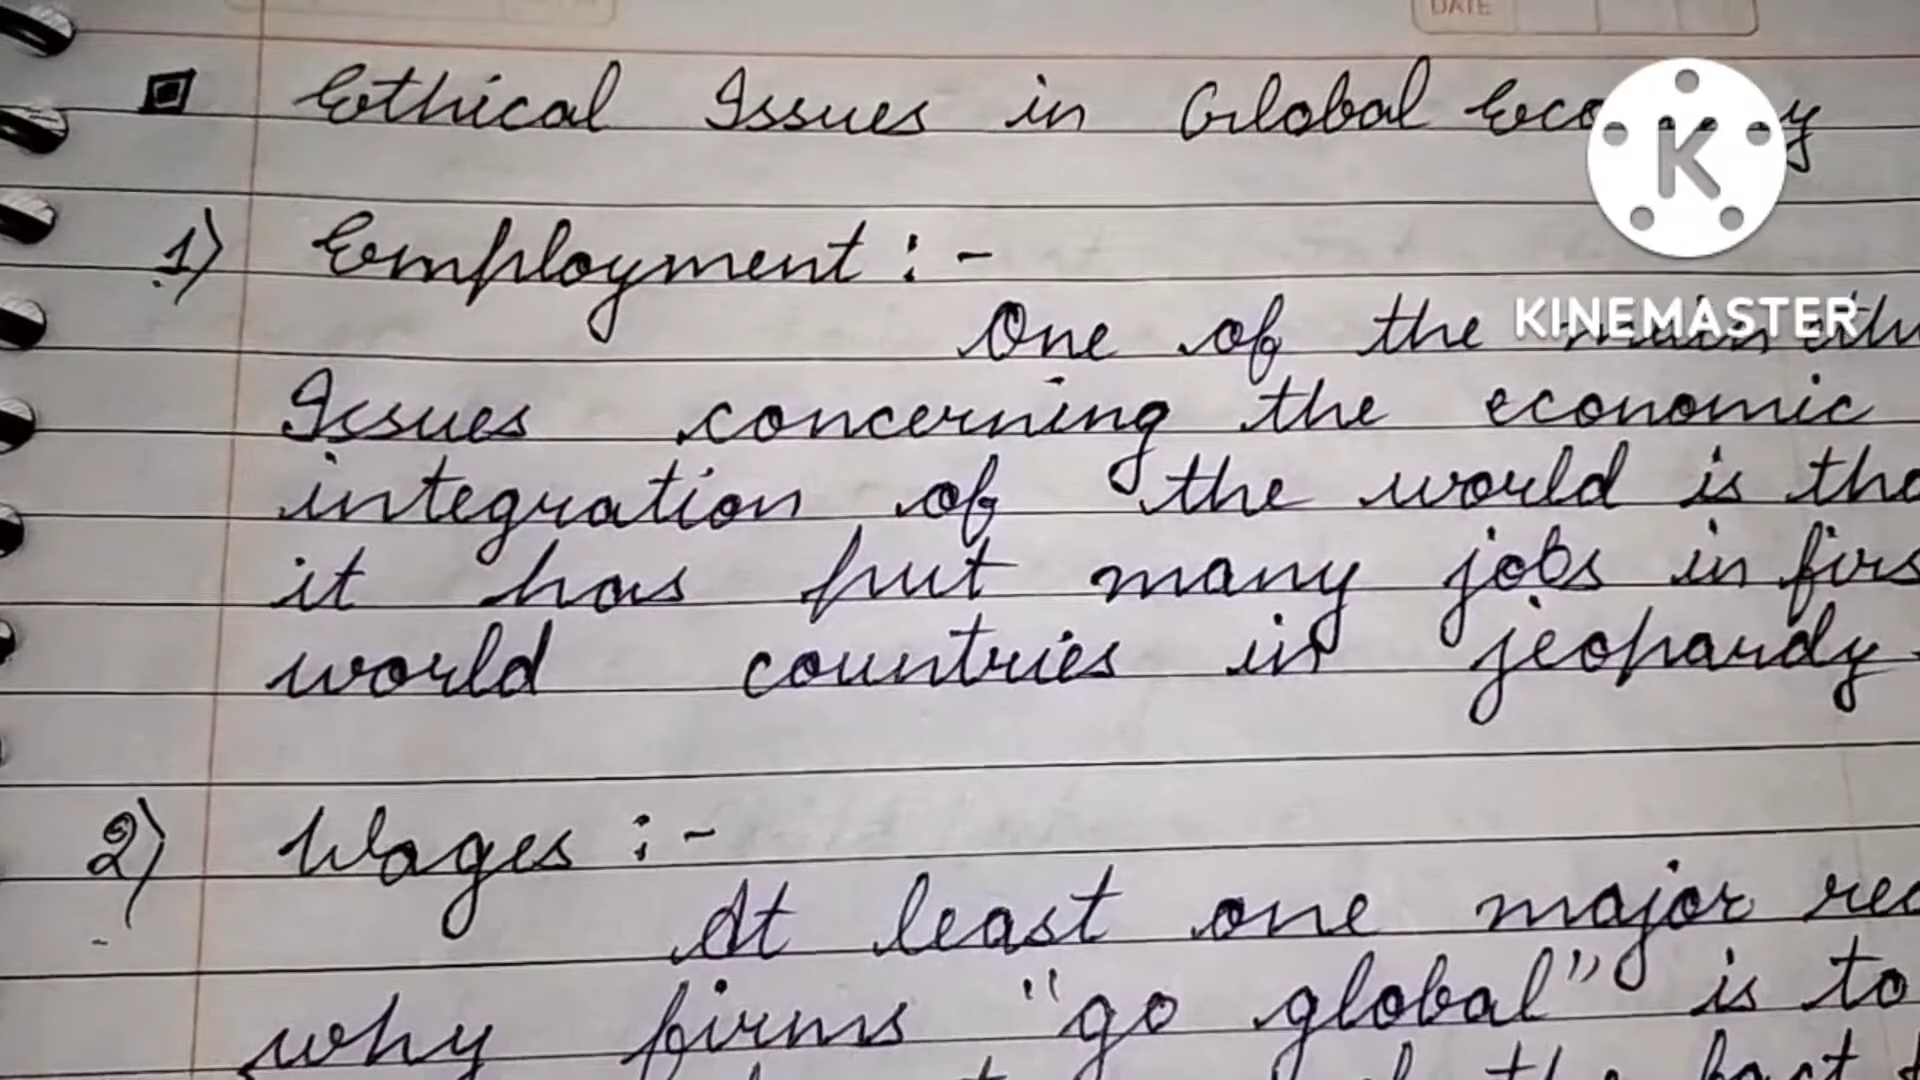 DATE
Ethical Issues in Global
1) Employment :-
One of the
Issues concerning the economic
integration of the world is
it has put many jobs in
world countries in jeopardy
2) Wages :-
At least one major
why firms "go global" is to
the fact
K
KINEMASTER